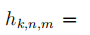 h_{k,n,m} =